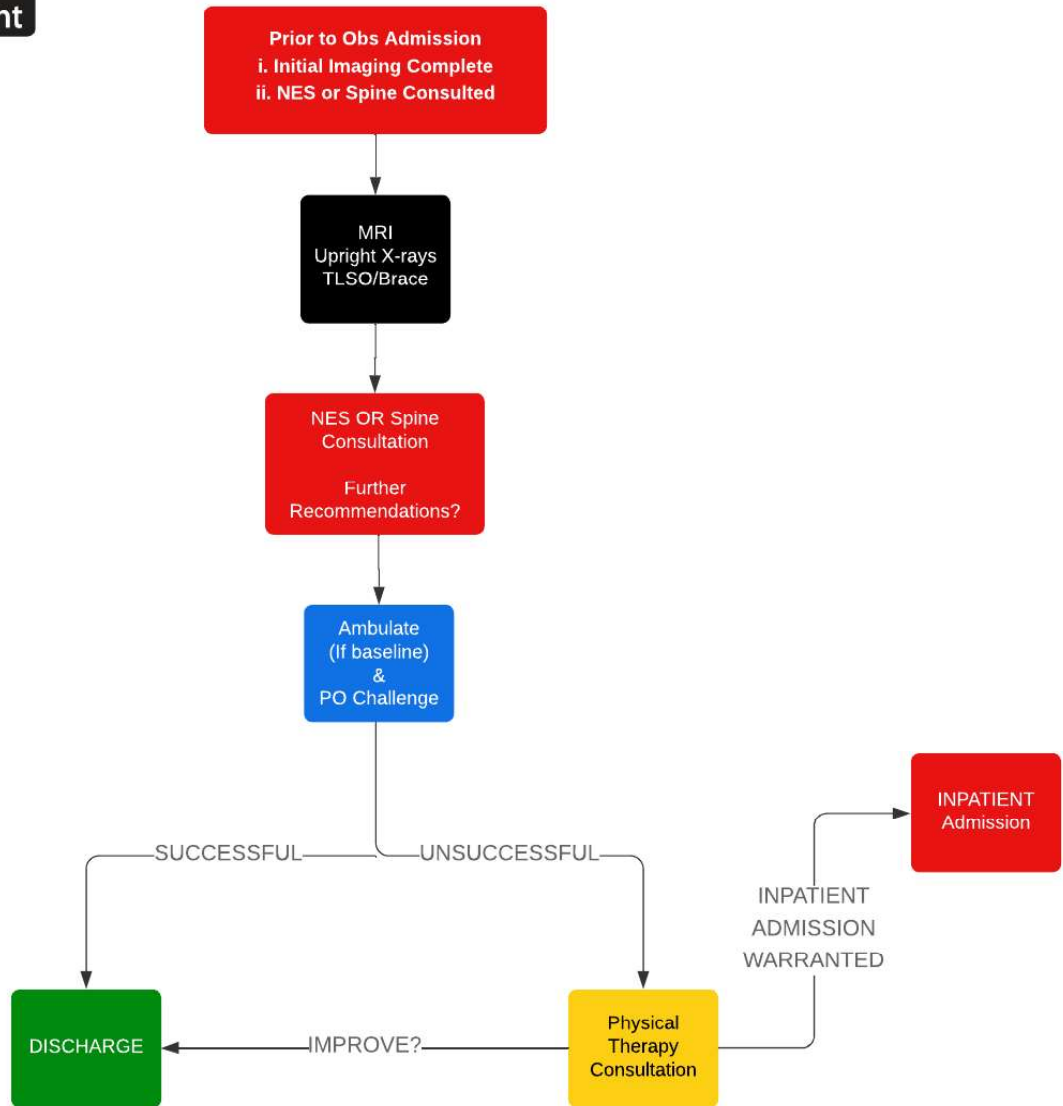 nt
Prior to Obs Admission
i. Initial Imaging Complete
ii. NES or Spine Consulted
MRI
Upright X-rays
TLSO/Brace
NES OR Spine
Consultation
Further
Recommendations?
Ambulate
(If baseline)
&
PO Challenge
INPATIENT
Admission
SUCCESSFUL
UNSUCCESSFUL
INPATIENT
ADMISSION
WARRANTED
DISCHARGE
IMPROVE?
Physical
Therapy
Consultation